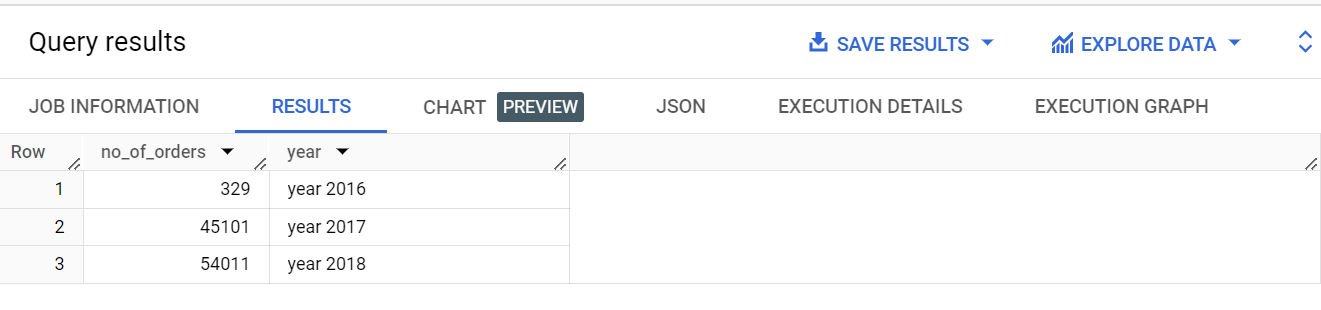 Query results
SAVE RESULTS
EXPLORE DATA
JOB INFORMATION
RESULTS
CHART
PREVIEW
JSON
EXECUTION DETAILS
EXECUTION GRAPH
Row no_of_orders year
1 329 year 2016
2 45101 year 2017
3 54011 year 2018